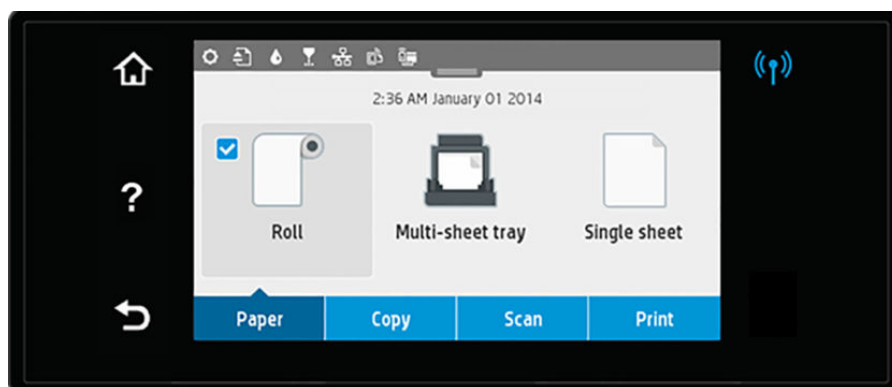 2:36 AM January 01 2014
Roll Multi-sheet tray Single sheet
?
Paper Copy Scan Print